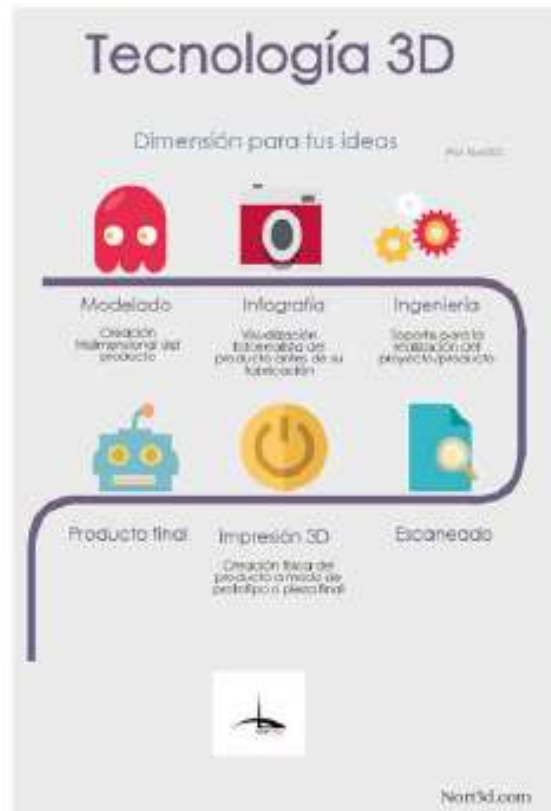 Tecnología 3D
Dimensión para tus ideas
Modelado
Creación
tridimensional del
producto
Infografía
Visualización
fotorrealista del
producto antes de su
fabricación
Ingeniería
Soporte para la
realización del
proyecto/producto
Producto final
Impresión 3D
Creación física del
producto a modo de
prototipo o pieza final
Escaneado
Nort3d.com